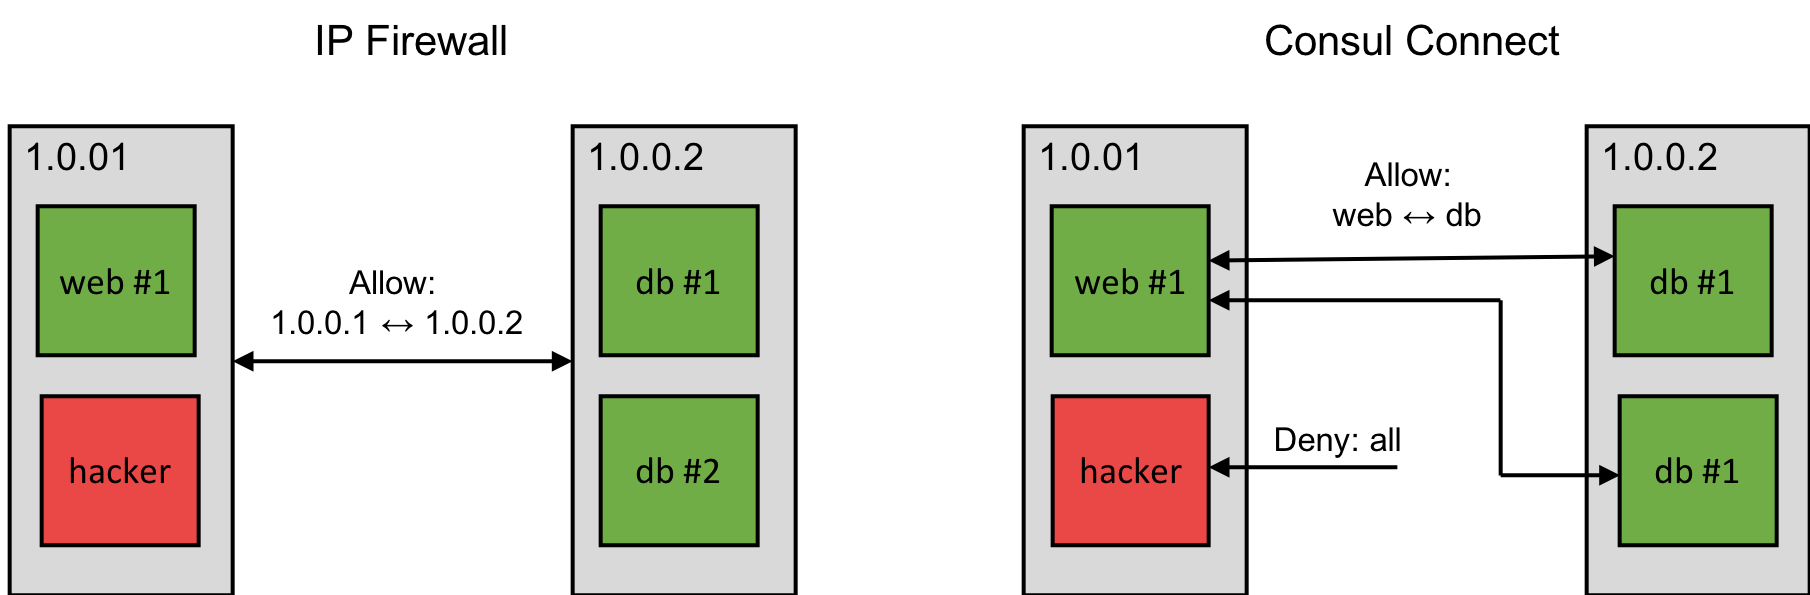 IP Firewall
1.0.01
web #1
hacker
Allow:
1.0.0.1 ↔ 1.0.0.2
1.0.0.2
db #1
db #2
Consul Connect
1.0.01
web #1
hacker
Allow:
web ↔ db
Deny: all
1.0.0.2
db #1
db #1